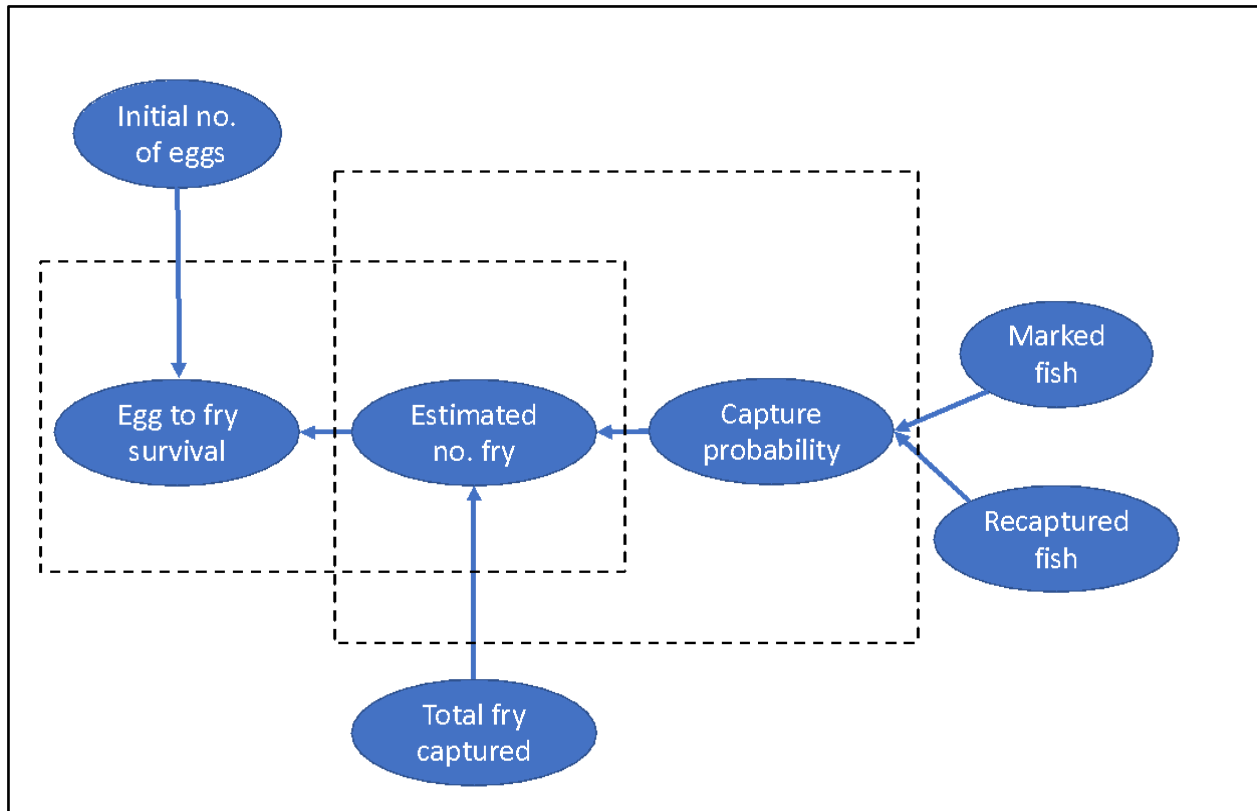 Initial no.
of eggs
Egg to fry
survival
Estimated
no. fry
Capture
probability
Marked
fish
Recaptured
fish
Total fry
captured